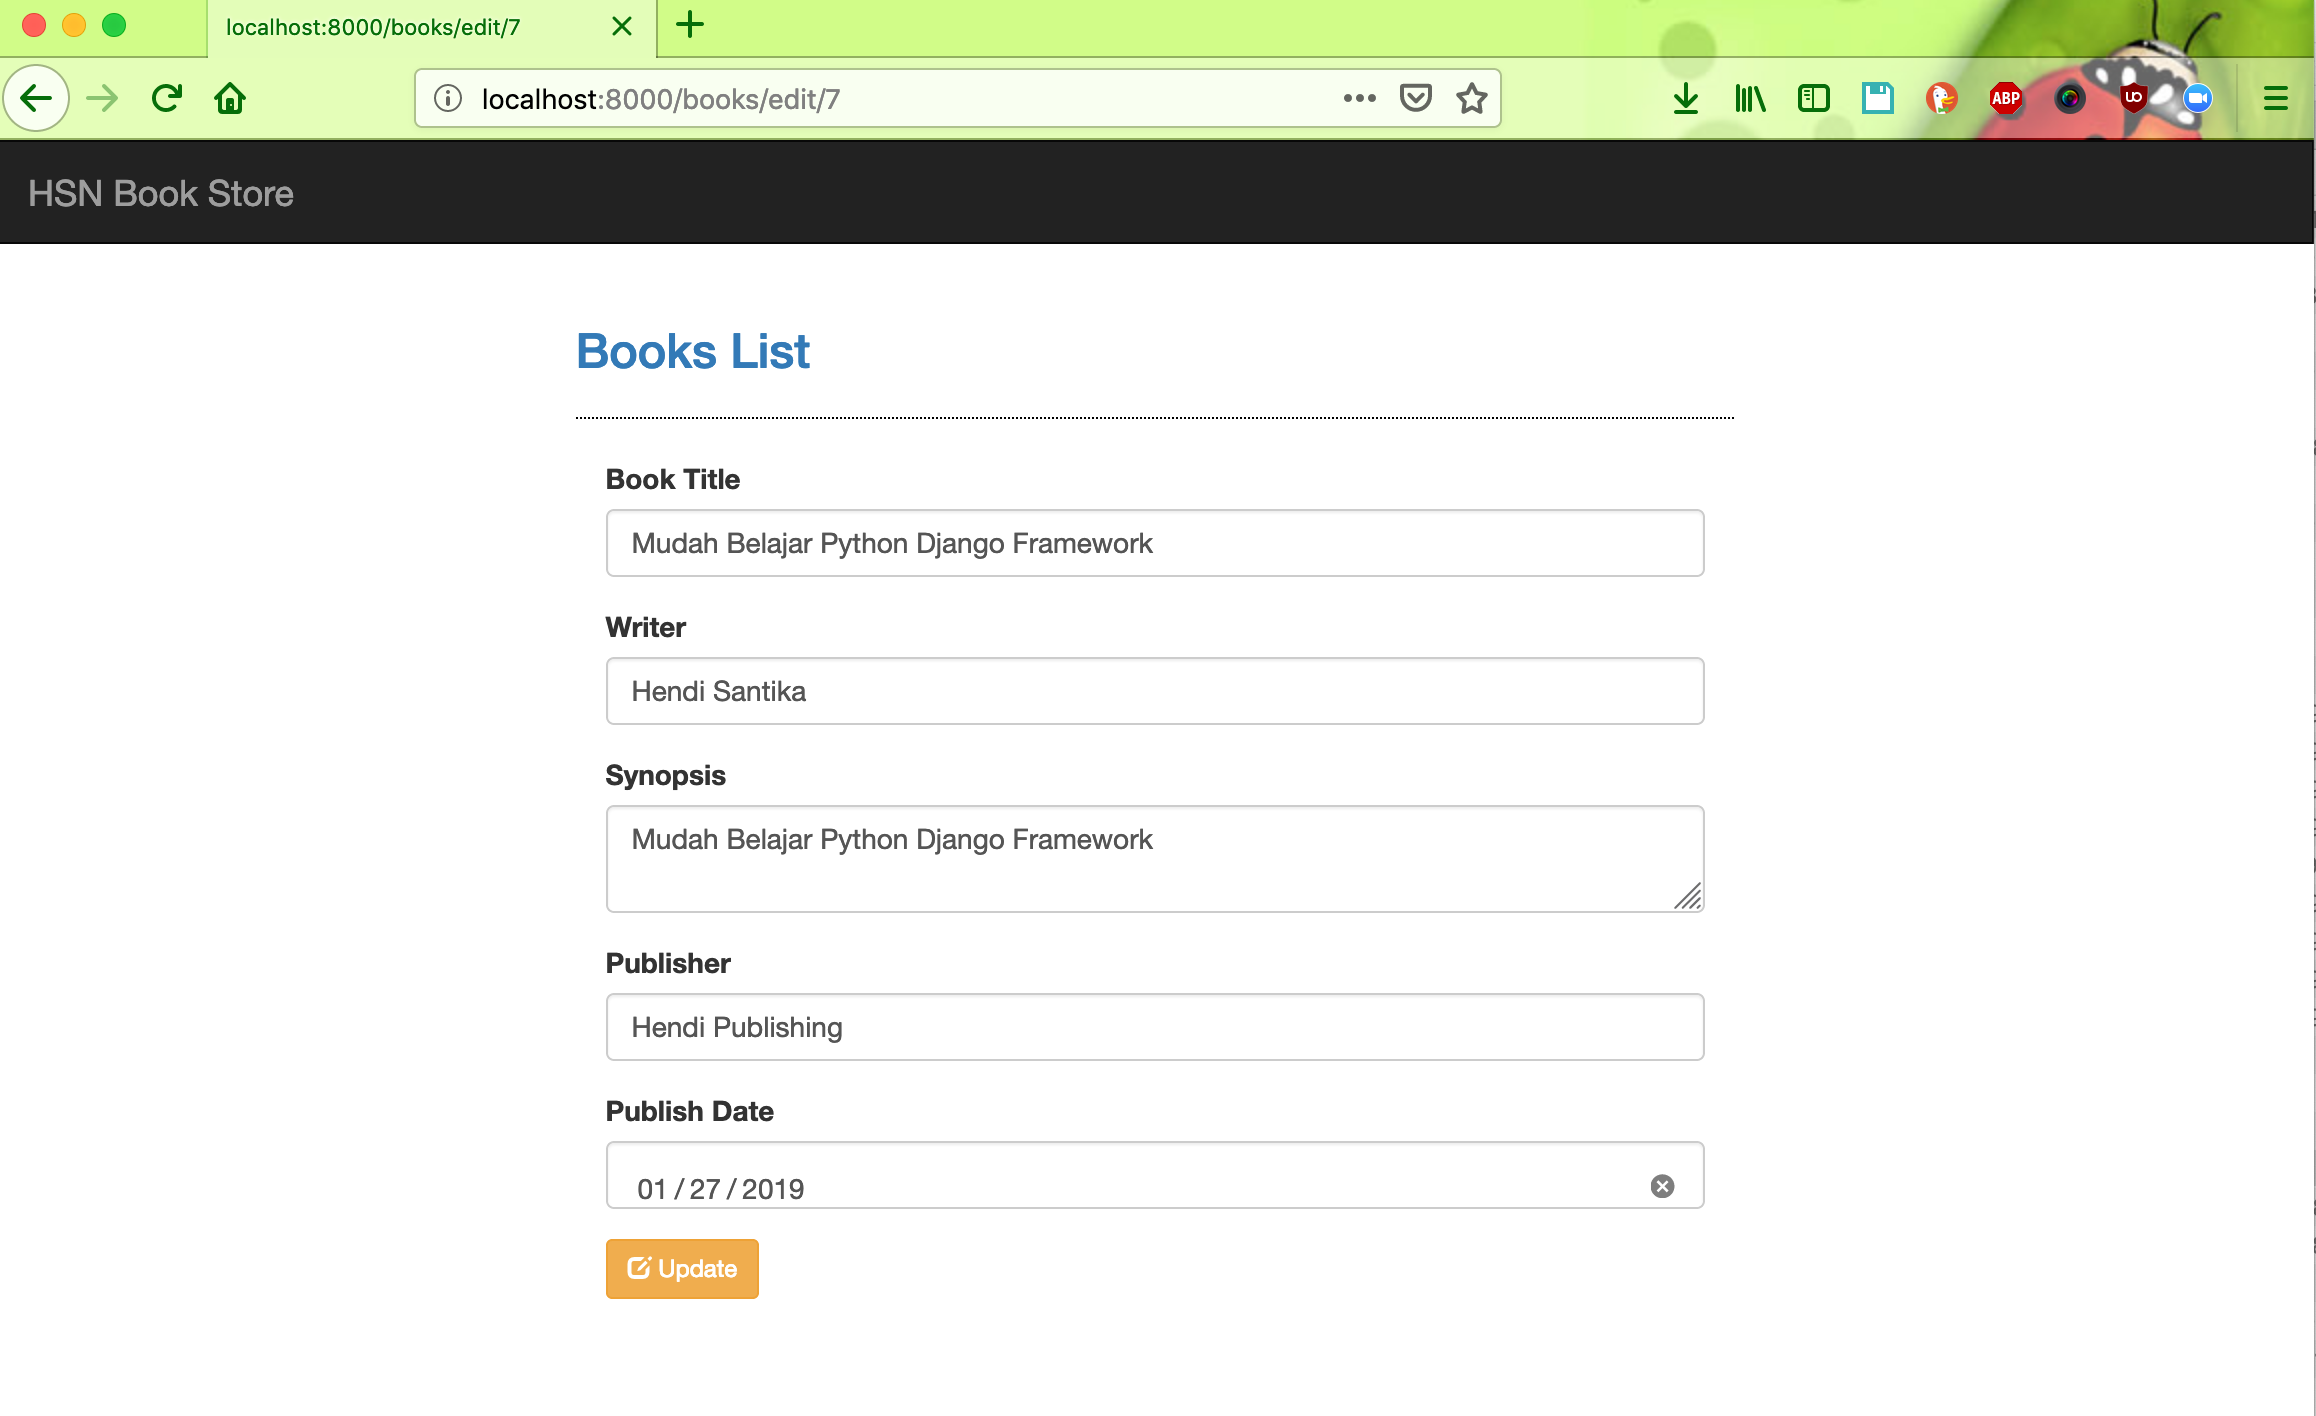 localhost:8000/books/edit/7
localhost:8000/books/edit/7
ABP
UO
HSN Book Store
Books List
Book Title
Mudah Belajar Python Django Framework
Writer
Hendi Santika
Synopsis
Mudah Belajar Python Django Framework
Publisher
Hendi Publishing
Publish Date
01 / 27 / 2019
Update